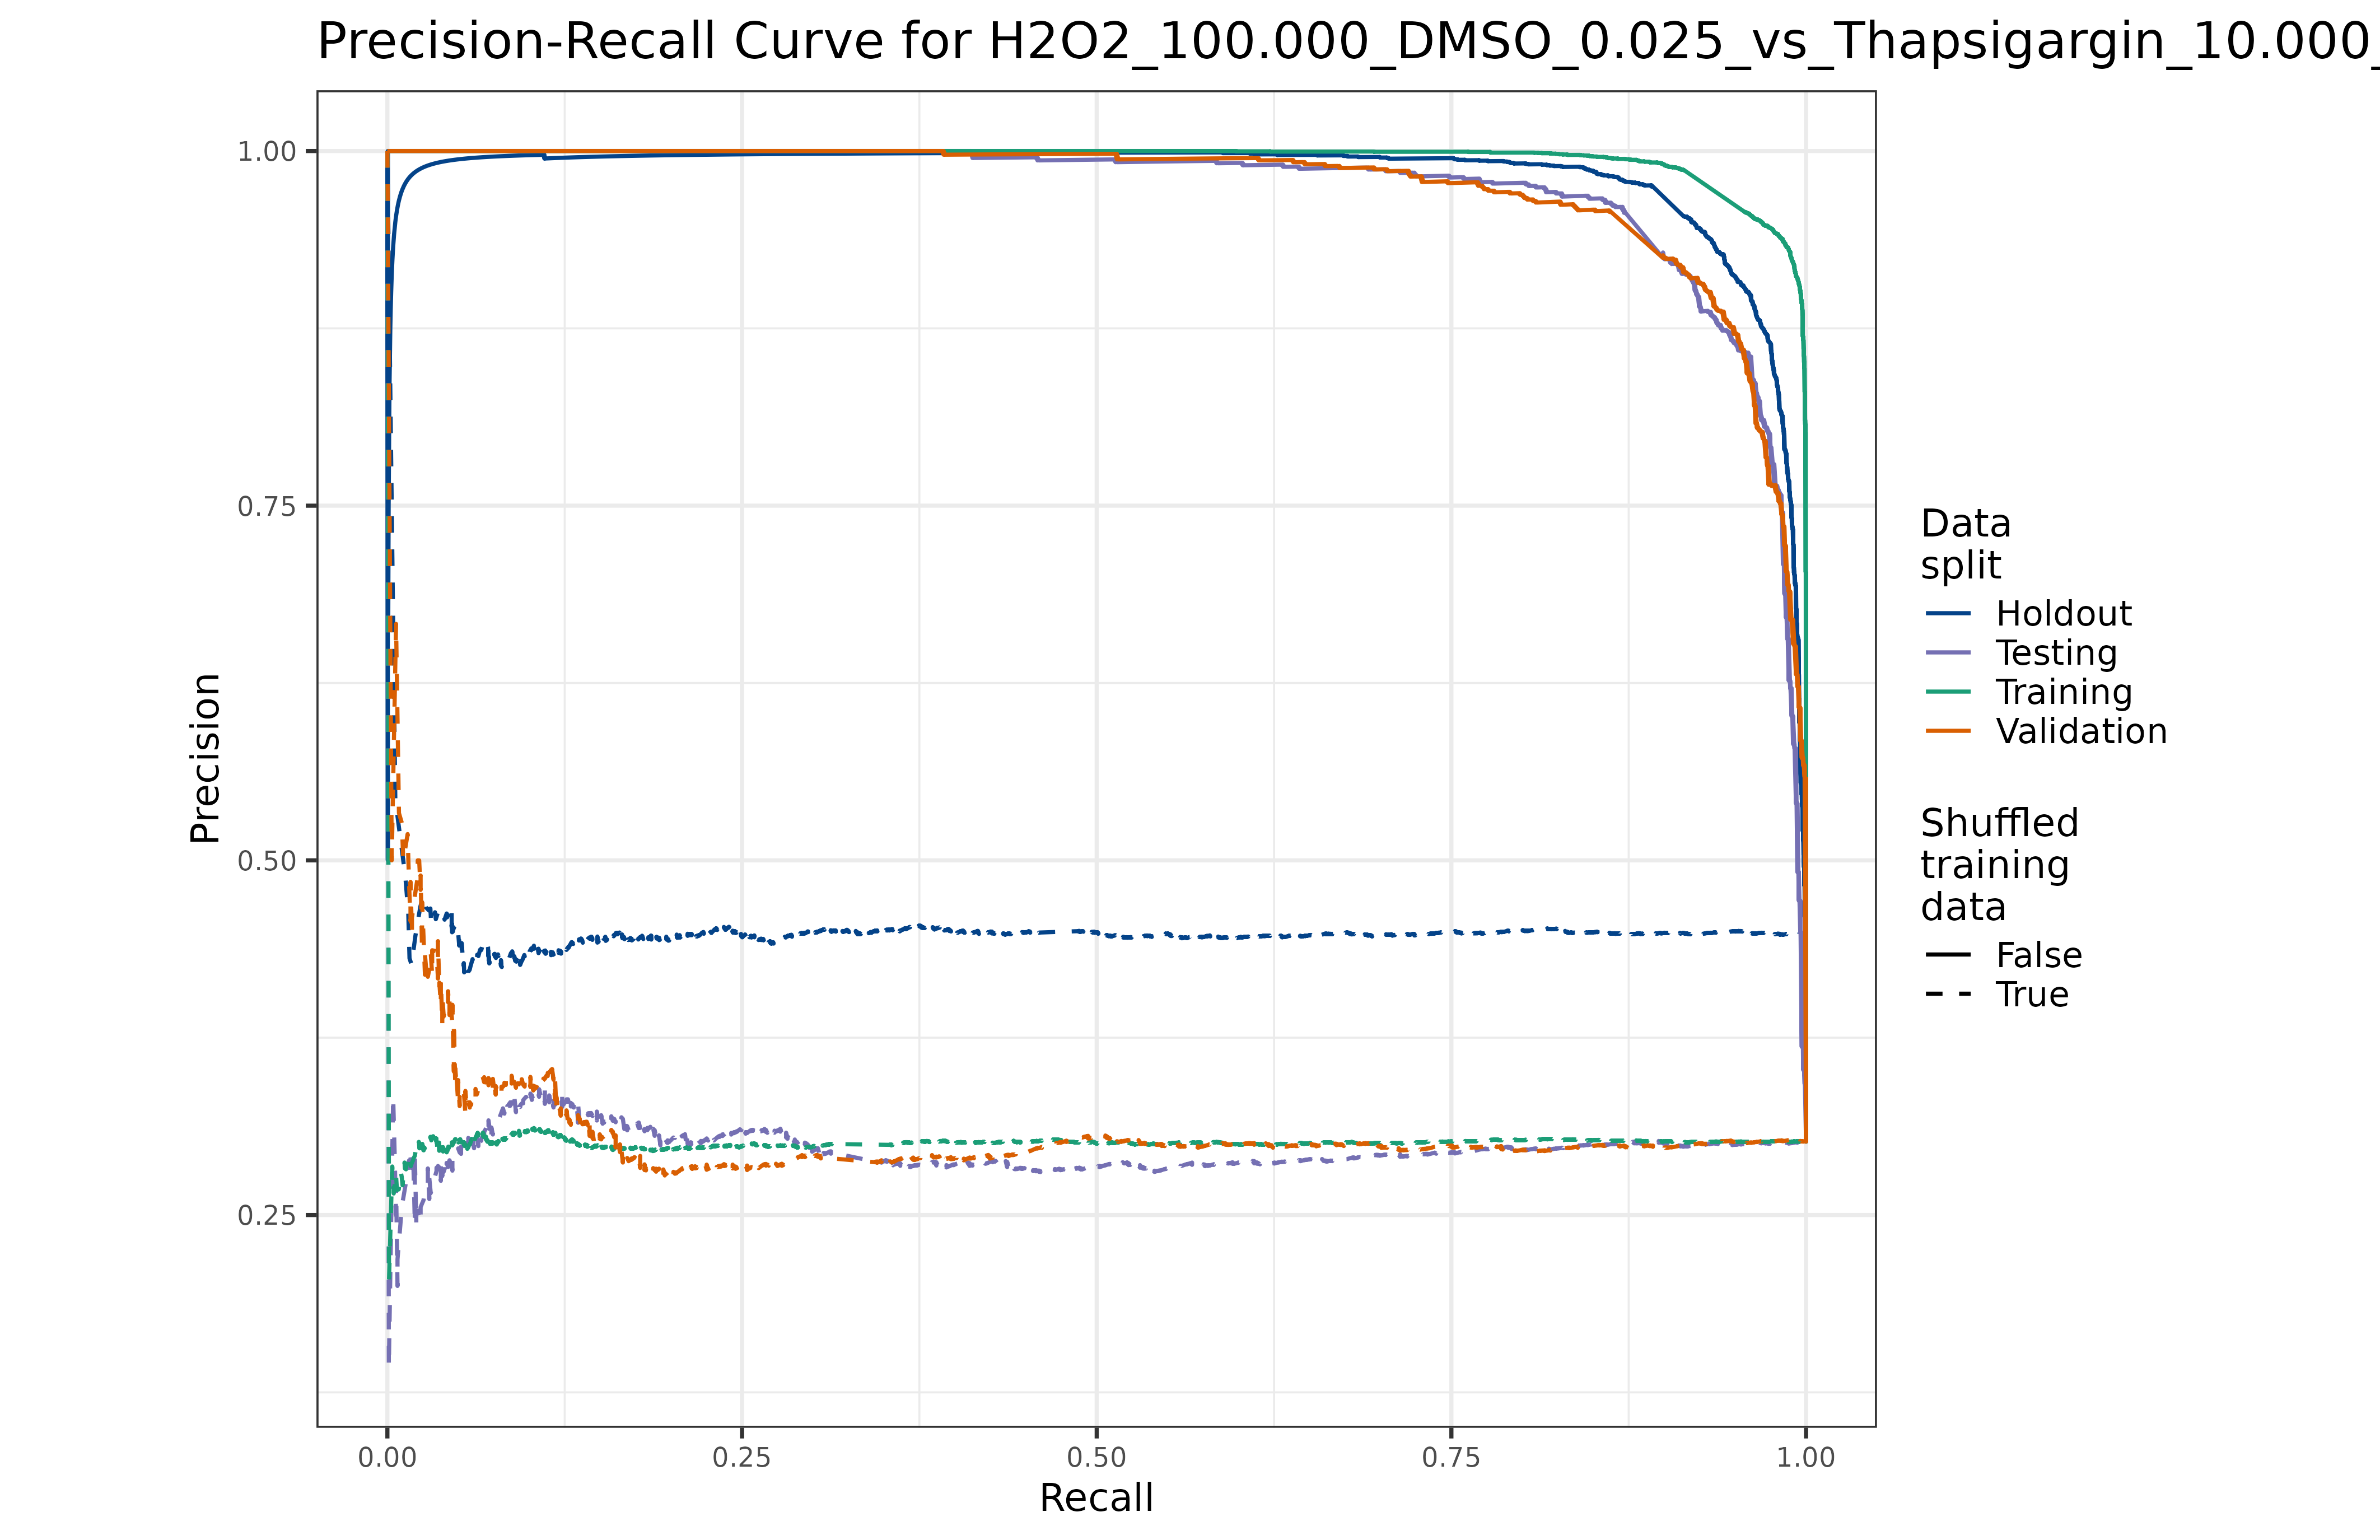 Precision-Recall Curve for H2O2_100.000_DMSO_0.025_vs_Thapsigargin_10.000_
1.00
0.75
0.50
0.25
Precision
0.00
0.25
0.50
0.75
1.00
Recall
Data
split
Holdout
Testing
Training
Validation
Shuffled
training
data
False
True